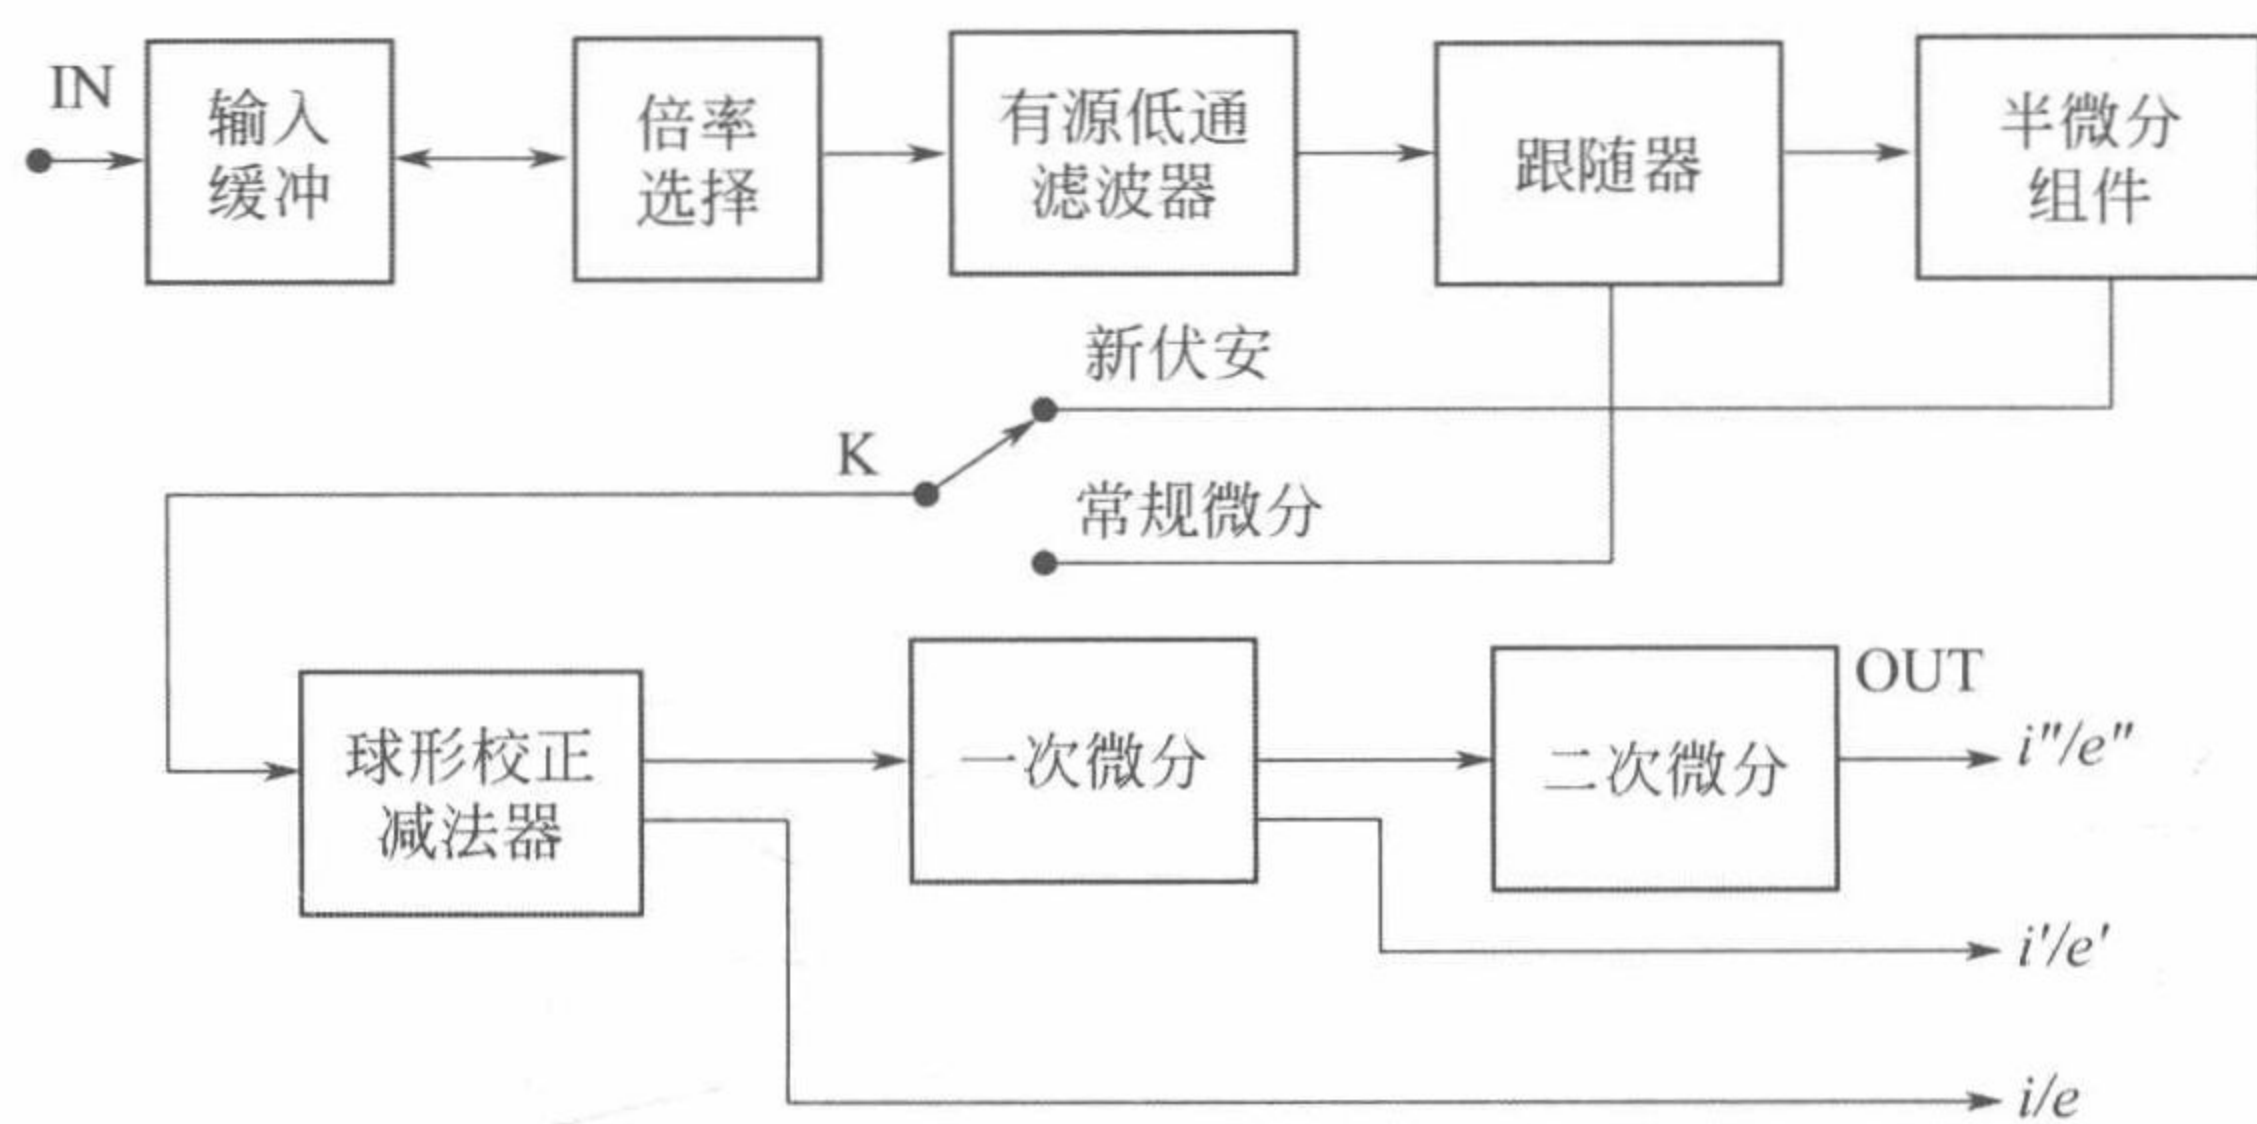 IN
输入
缓冲
倍率
选择
有源低通
滤波器
跟随器
半微分
组件
新伏安
K
常规微分
球形校正
减法器
一次微分
二次微分
OUT
i″/e″
i′/e′
i/e